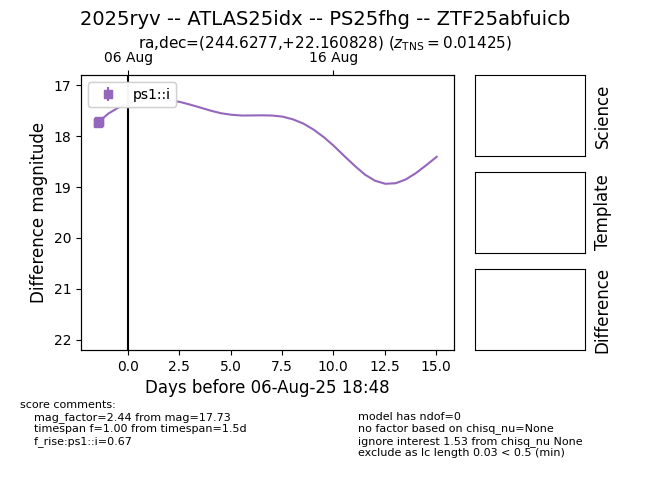 2025ryv -- ATLAS25idx -- PS25fhg -- ZTF25abfuicb
ra,dec=(244.6277,+22.160828) (z_TNS = 0.01425)
06 Aug 16 Aug
ps1::i
17
18
19
20
21
22
Difference magnitude
0.0 2.5 5.0 7.5 10.0 12.5 15.0
Days before 06-Aug-25 18:48
Science
Template
Difference
score comments:
mag_factor=2.44 from mag=17.73
timespan f=1.00 from timespan=1.5d
f_rise:ps1::i=0.67
model has ndof=0
no factor based on chisq_nu=None
ignore interest 1.53 from chisq_nu None
exclude as lc length 0.03 < 0.5 (min)